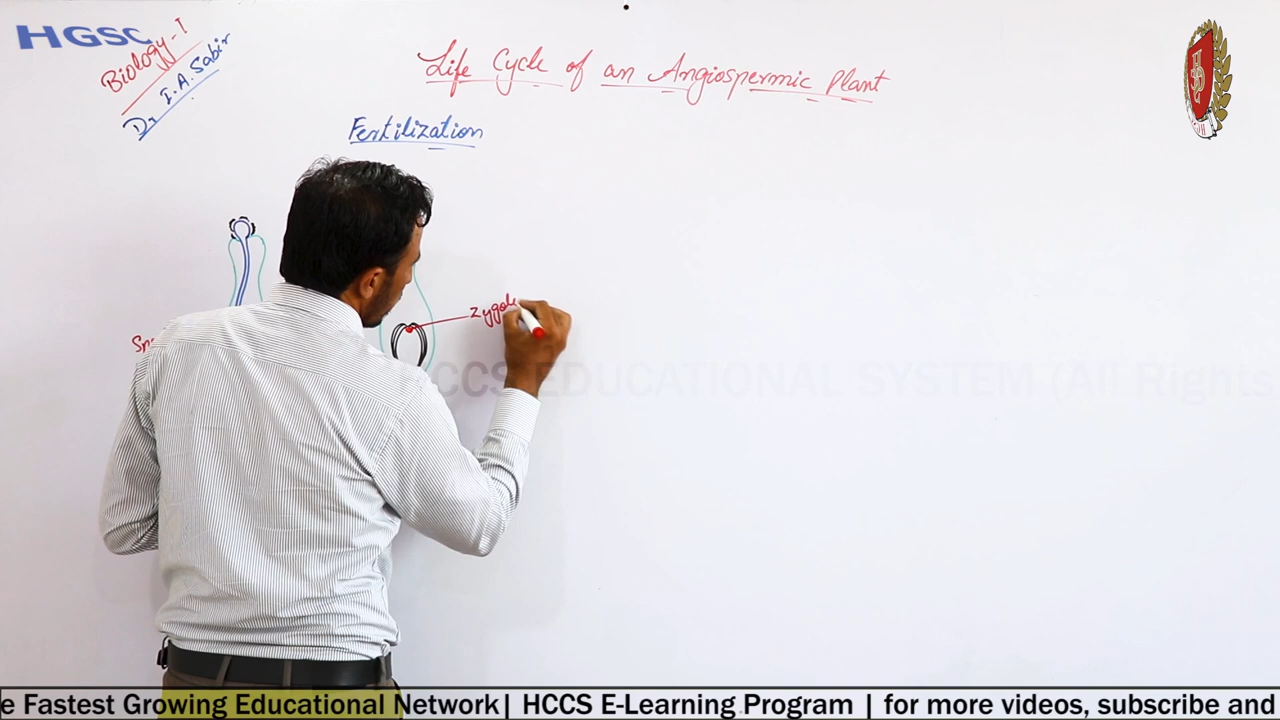 HGSC
Biology-I
Dr I.A.Sabir
Life Cycle of an Angiospermic Plant
Fertilization
Zygote
HCCS EDUCATIONAL SYSTEM (All Rights
e Fastest Growing Educational Network| HCCS E-Learning Program | for more videos, subscribe and